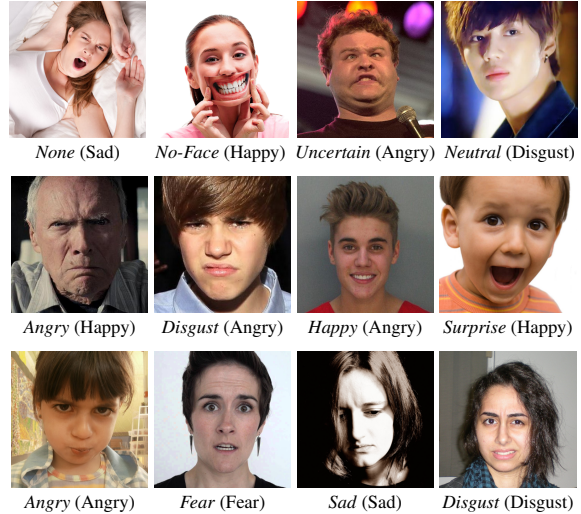 None (Sad) No-Face (Happy) Uncertain (Angry) Neutral (Disgust)
Angry (Happy) Disgust (Angry) Happy (Angry) Surprise (Happy)
Angry (Angry) Fear (Fear) Sad (Sad) Disgust (Disgust)